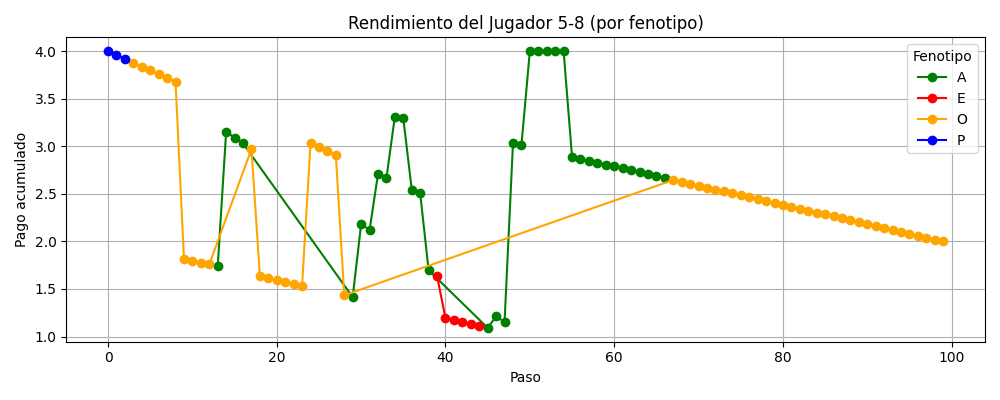 Rendimiento del Jugador 5-8 (por fenotipo)
Pago acumulado
4.0
3.5
3.0
2.5
2.0
1.5
1.0
Fenotipo
A
E
O
P
0 20 40 60 80 100
Paso